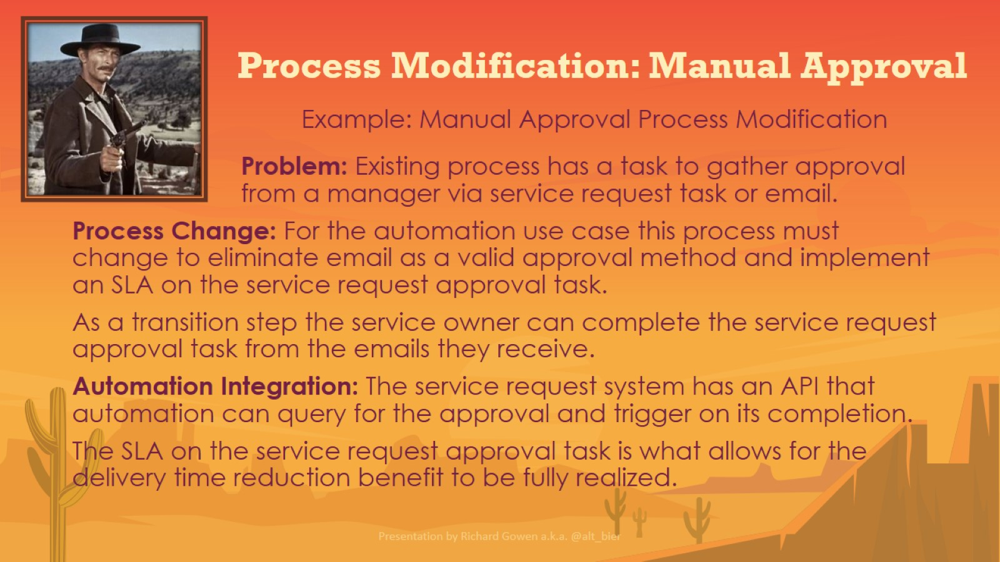 Process Modification: Manual Approval
Example: Manual Approval Process Modification
Problem: Existing process has a task to gather approval
from a manager via service request task or email.
Process Change: For the automation use case this process must
change to eliminate email as a valid approval method and implement
an SLA on the service request approval task.
As a transition step the service owner can complete the service request
approval task from the emails they receive.
Automation Integration: The service request system has an API that
automation can query for the approval and trigger on its completion.
The SLA on the service request approval task is what allows for the
delivery time reduction benefit to be fully realized.
Presentation by Richard Gowen a.k.a. @alt_bier